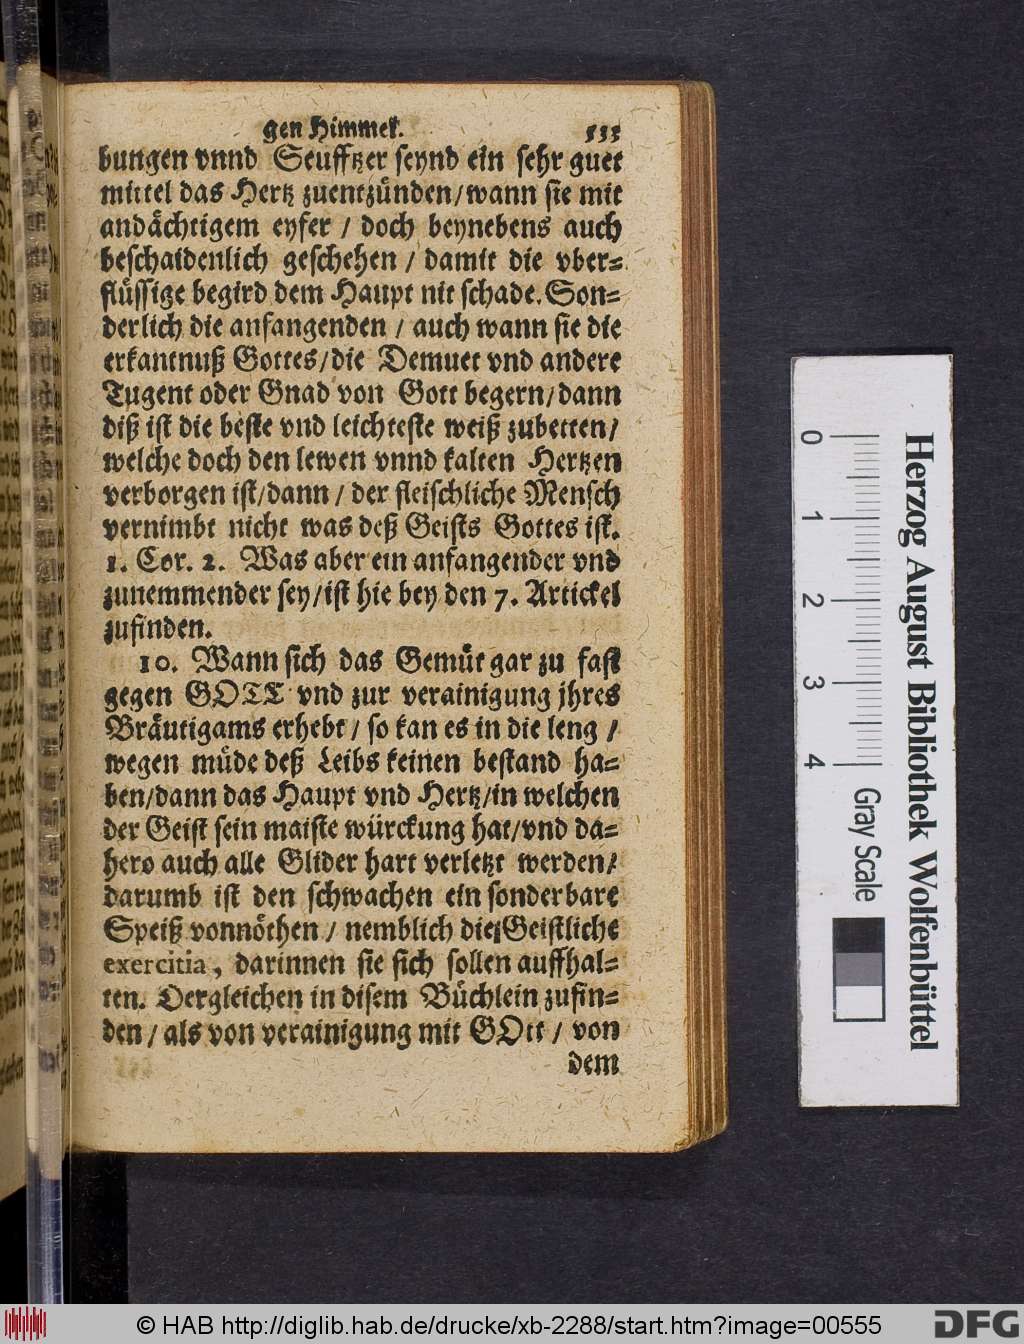 gen Himmel. 533
bungen vnnd Seufftzer seynd ein sehr guet
mittel das Hertz zuentzünden/wann sie mit
andächtigem eyfer / doch beynebens auch
beschaidenlich geschehen / damit die vber=
flüssige begird dem Haupt nit schade. Son=
derlich die anfangenden / auch wann sie die
erkantnuß Gottes/die Demuet vnd andere
Tugent oder Gnad von Gott begern/dann
diß ist die beste vnd leichteste weiß zubetten/
welche doch den lewen vnnd kalten Hertzen
verborgen ist/dann / der fleischliche Mensch
vernimbt nicht was deß Geists Gottes ist.
1. Cor. 2. Was aber ein anfangender vnd
zunemmender sey/ist hie bey den 7. Artickel
zufinden.
10. Wann sich das Gemüt gar zu fast
gegen GOTT vnd zur verainigung jhres
Bräutigams erhebt / so kan es in die leng /
wegen müde deß Leibs keinen bestand ha=
ben/dann das Haupt vnd Hertz/in welchen
der Geist sein maiste würckung hat/vnd da=
hero auch alle Glider hart verletzt werden/
darumb ist den schwachen ein sonderbare
Speiß vonnöthen / nemblich die Geistliche
exercitia, darinnen sie sich sollen auffhal=
ten. Dergleichen in disem Büchlein zufin=
den / als von verainigung mit GOtt / von
dem
0 1 2 3 4 Gray Scale
Herzog August Bibliothek Wolfenbüttel
© HAB http://diglib.hab.de/drucke/xb-2288/start.htm?image=00555
DFG